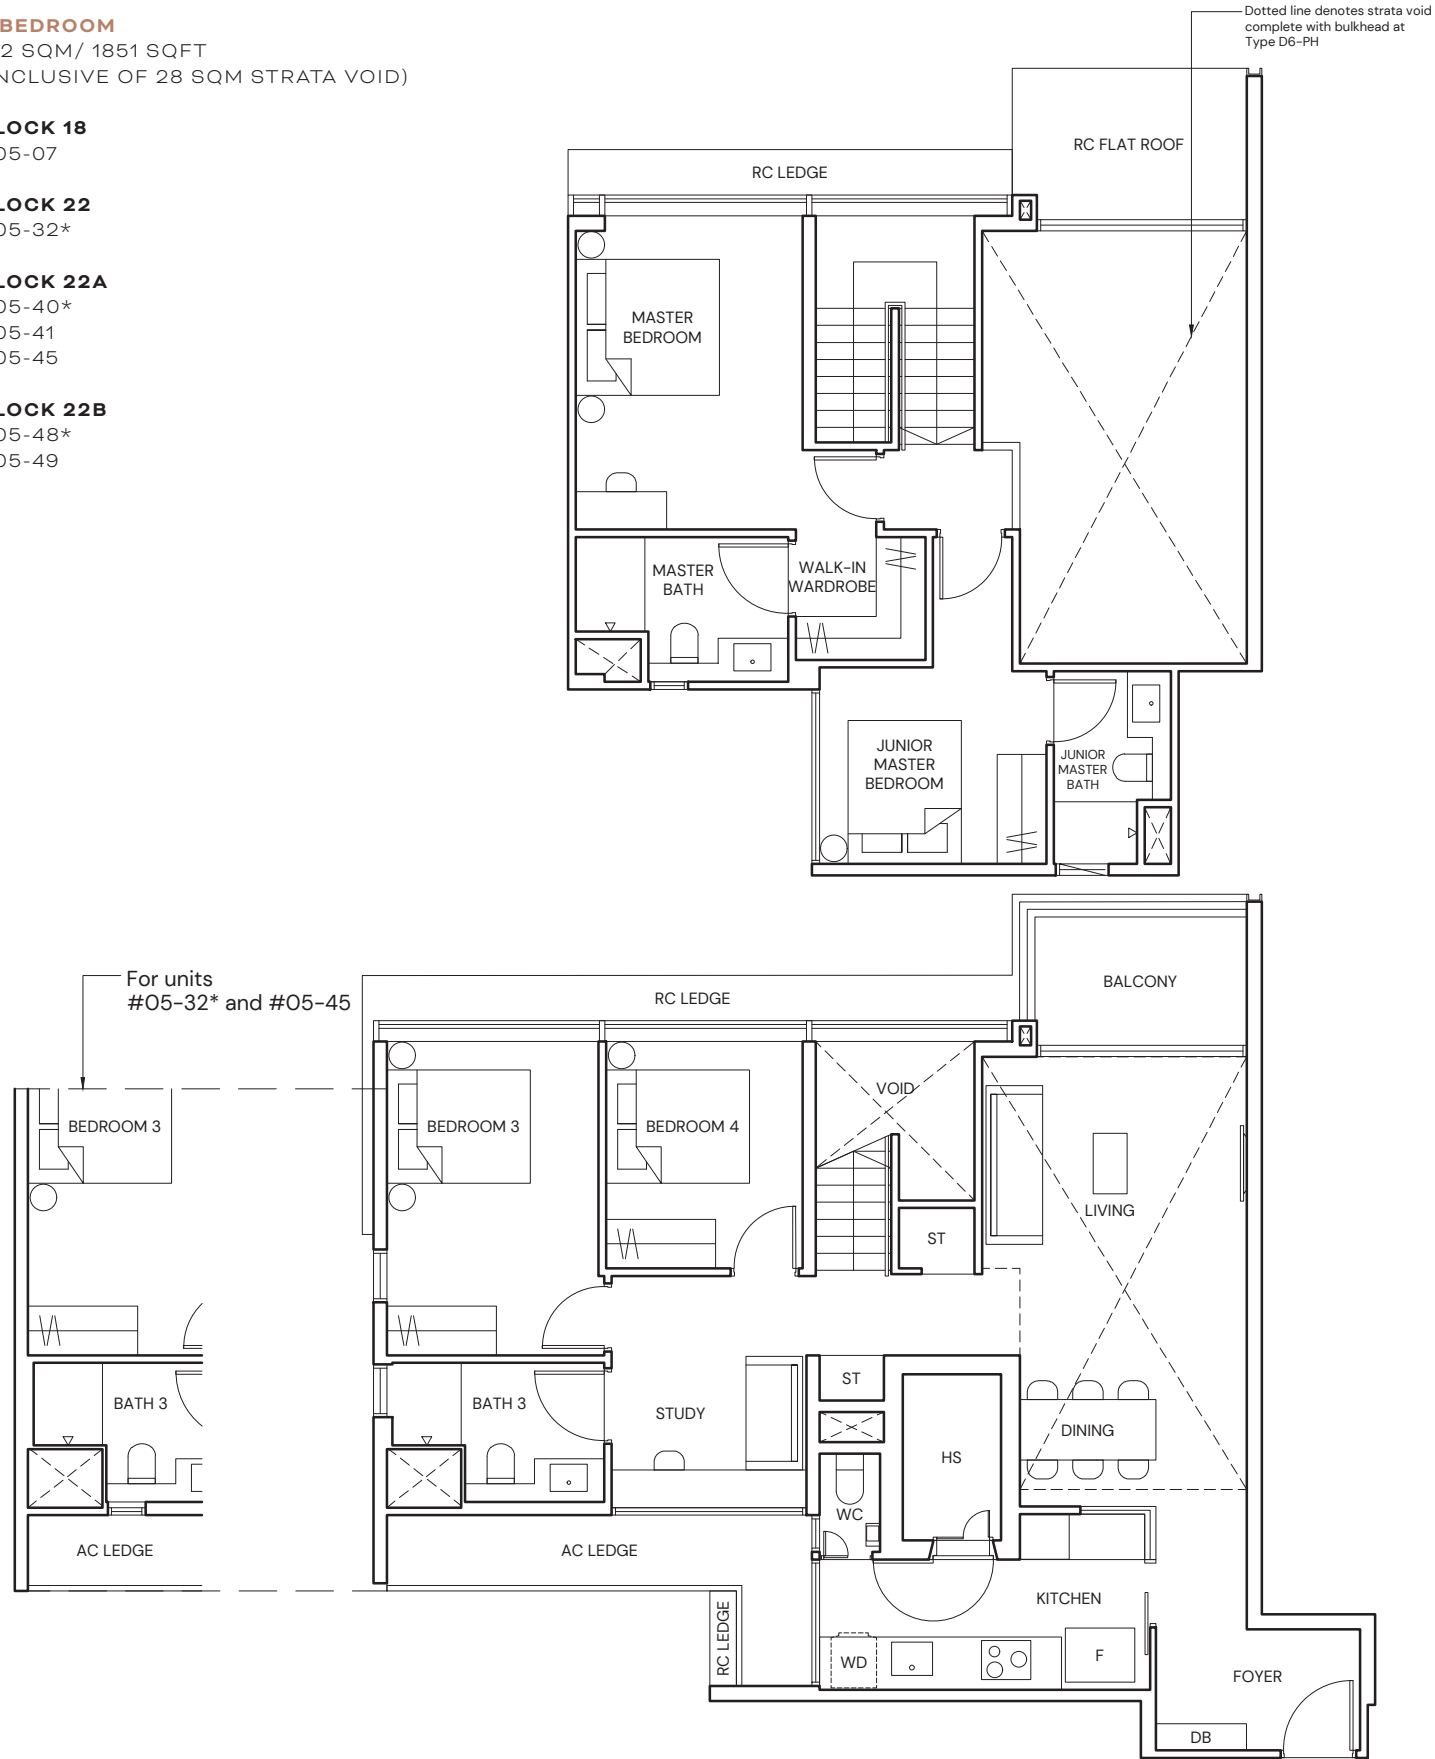 BEDROOM
2 SQM/ 1851 SQFT
NCLUSIVE OF 28 SQM STRATA VOID)
LOCK 18
05-07
LOCK 22
05-32*
LOCK 22A
05-40*
05-41
05-45
LOCK 22B
05-48*
05-49
Dotted line denotes strata void
complete with bulkhead at
Type D6-PH
RC FLAT ROOF
RC LEDGE
MASTER
BEDROOM
MASTER
BATH
WALK-IN
WARDROBE
JUNIOR
MASTER
BEDROOM
JUNIOR
MASTER
BATH
For units
#05-32* and #05-45
RC LEDGE
BALCONY
BEDROOM 3
BEDROOM 3
BEDROOM 4
VOID
LIVING
ST
ST
BATH 3
BATH 3
STUDY
DINING
HS
WC
AC LEDGE
AC LEDGE
KITCHEN
RC LEDGE
WD
F
FOYER
DB